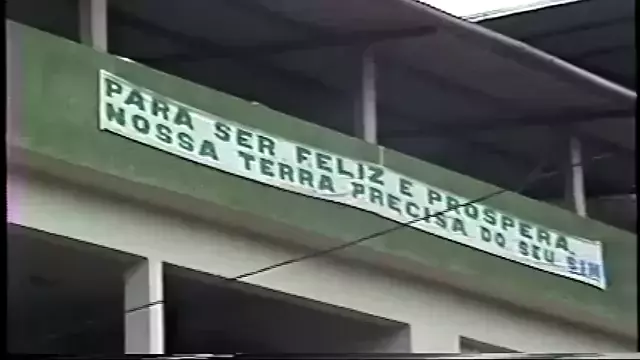 PARA SER FELIZ E PROSPERA
NOSSA TERRA PRECISA DO SEU SIM